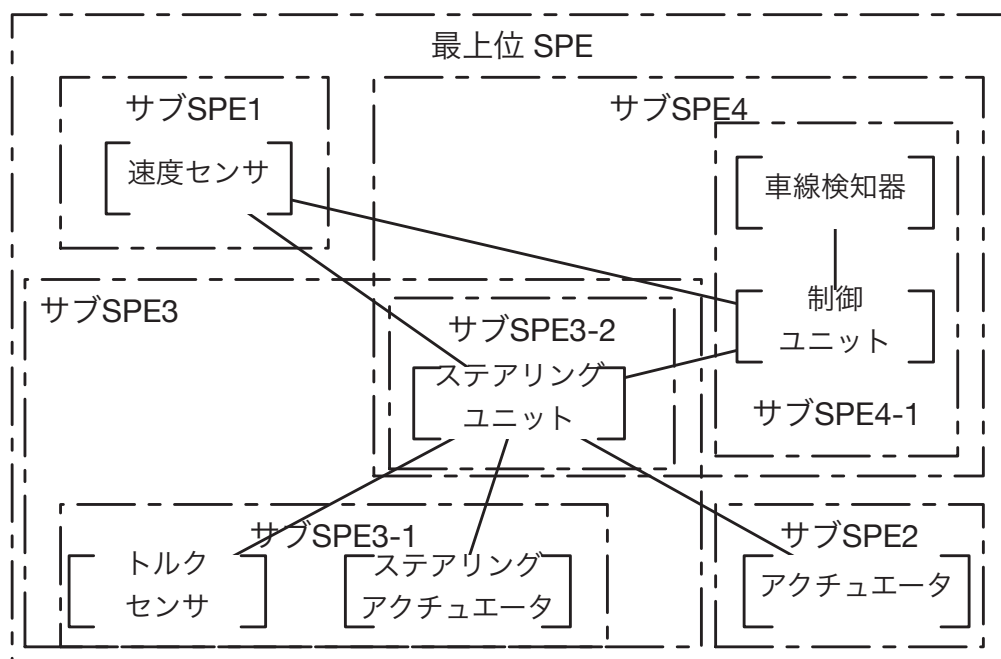 最上位 SPE
サブSPE1
速度センサ
サブSPE4
車線検知器
制御
ユニット
サブSPE4-1
サブSPE3
サブSPE3-2
ステアリング
ユニット
サブSPE3-1
トルク
センサ
ステアリング
アクチュエータ
サブSPE2
アクチュエータ